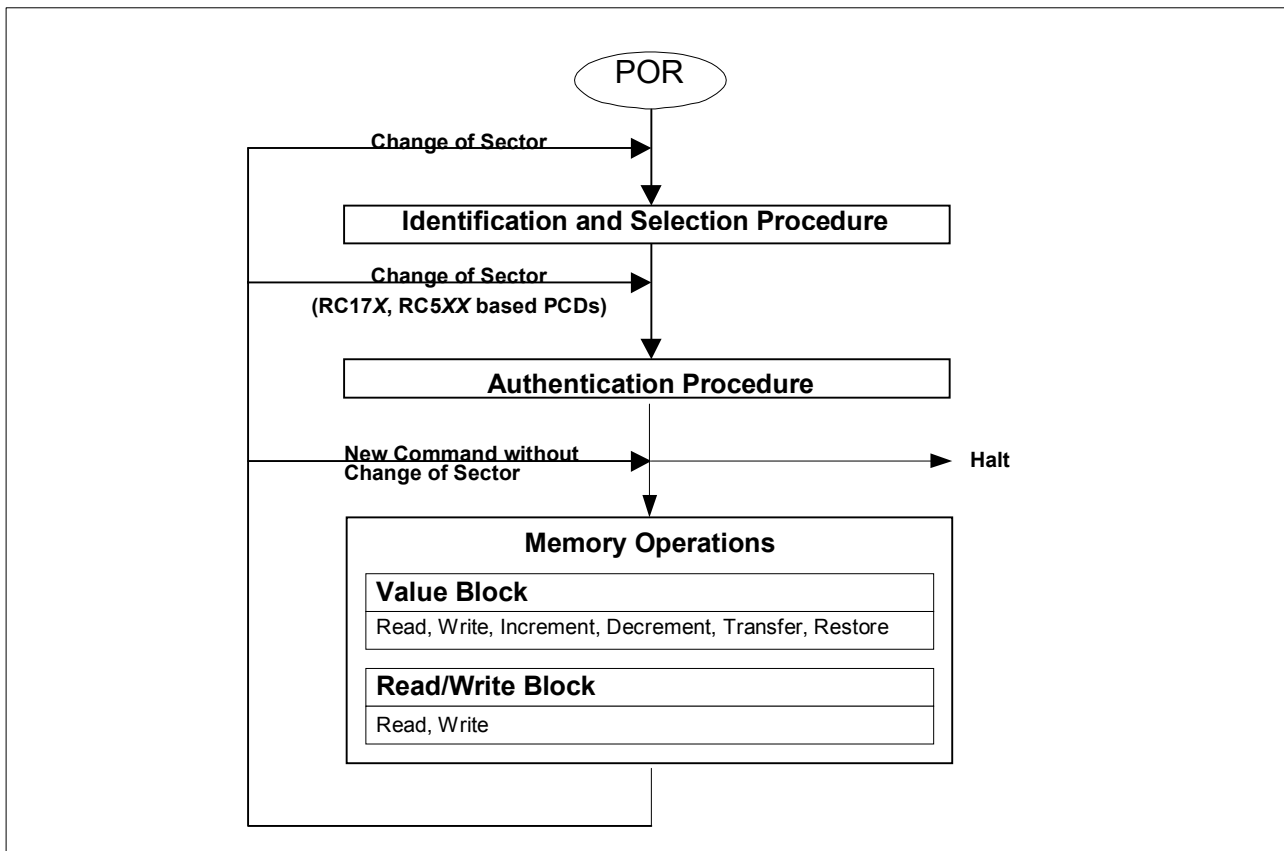 POR
Change of Sector
Identification and Selection Procedure
Change of Sector
(RC17X, RC5XX based PCDs)
Authentication Procedure
New Command without
Change of Sector
Halt
Memory Operations
Value Block
Read, Write, Increment, Decrement, Transfer, Restore
Read/Write Block
Read, Write